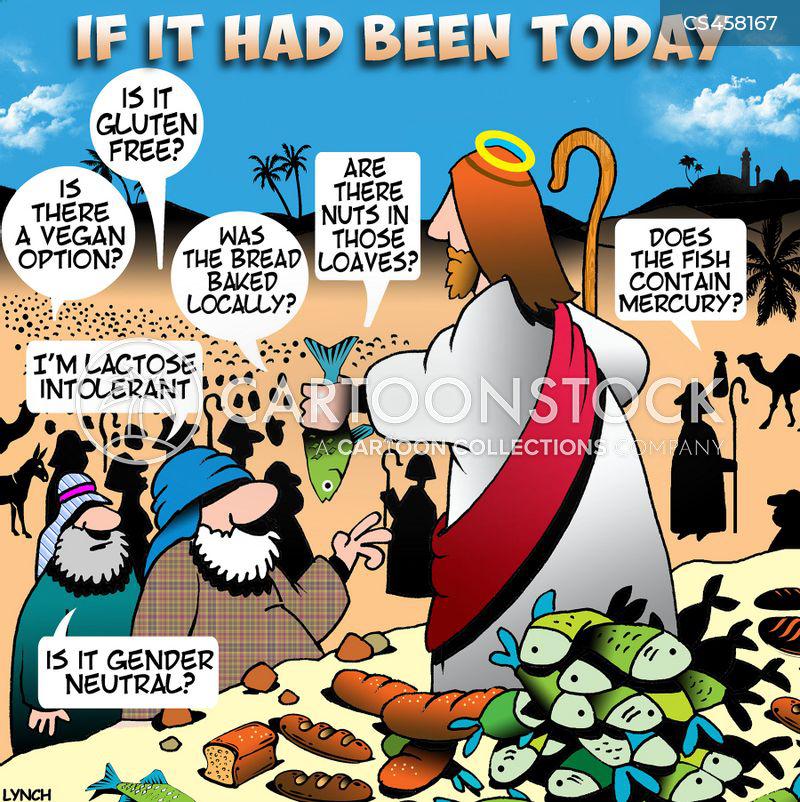 CS458167
IF IT HAD BEEN TODAY
IS IT
GLUTEN
FREE?
IS
THERE
A VEGAN
OPTION?
WAS
THE BREAD
BAKED
LOCALLY?
ARE
THERE
NUTS IN
THOSE
LOAVES?
DOES
THE FISH
CONTAIN
MERCURY?
I'M LACTOSE
INTOLERANT
CARTOONSTOCK
A CARTOON COLLECTIONS COMPANY
IS IT GENDER
NEUTRAL?
LYNCH